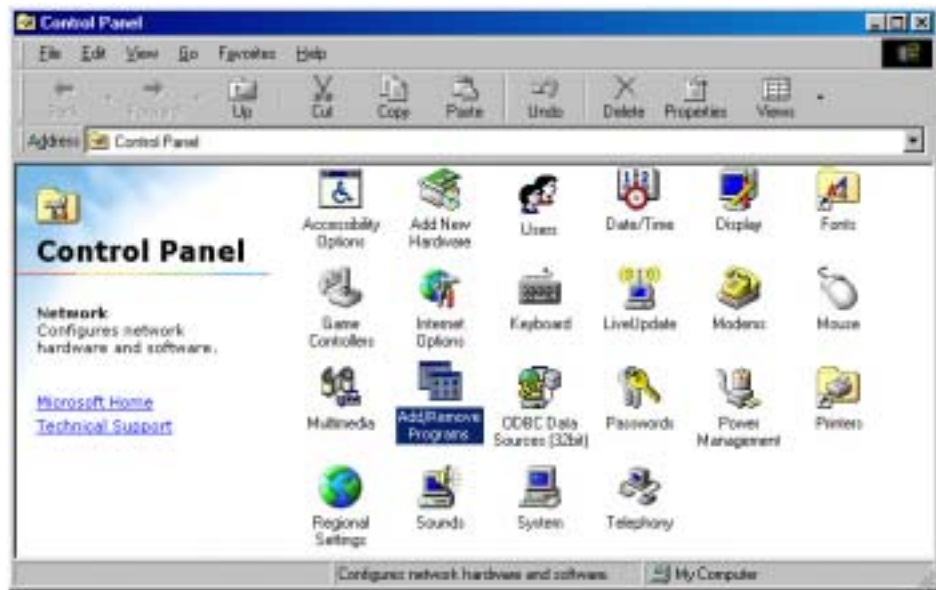 Control Panel
File Edit View Go Favorites Help
Back Forward Up Cut Copy Paste Undo Delete Properties Views
Address Control Panel
Control Panel
Network
Configures network
hardware and software.
Microsoft Home
Technical Support
Accessibility
Options
Add New
Hardware
Users
Date/Time
Display
Fonts
Game
Controllers
Internet
Options
Keyboard
LiveUpdate
Modems
Mouse
Multimedia
Add/Remove
Programs
ODBC Data
Sources (32bit)
Passwords
Power
Management
Printers
Regional
Settings
Sounds
System
Telephony
Configures network hardware and software. My Computer